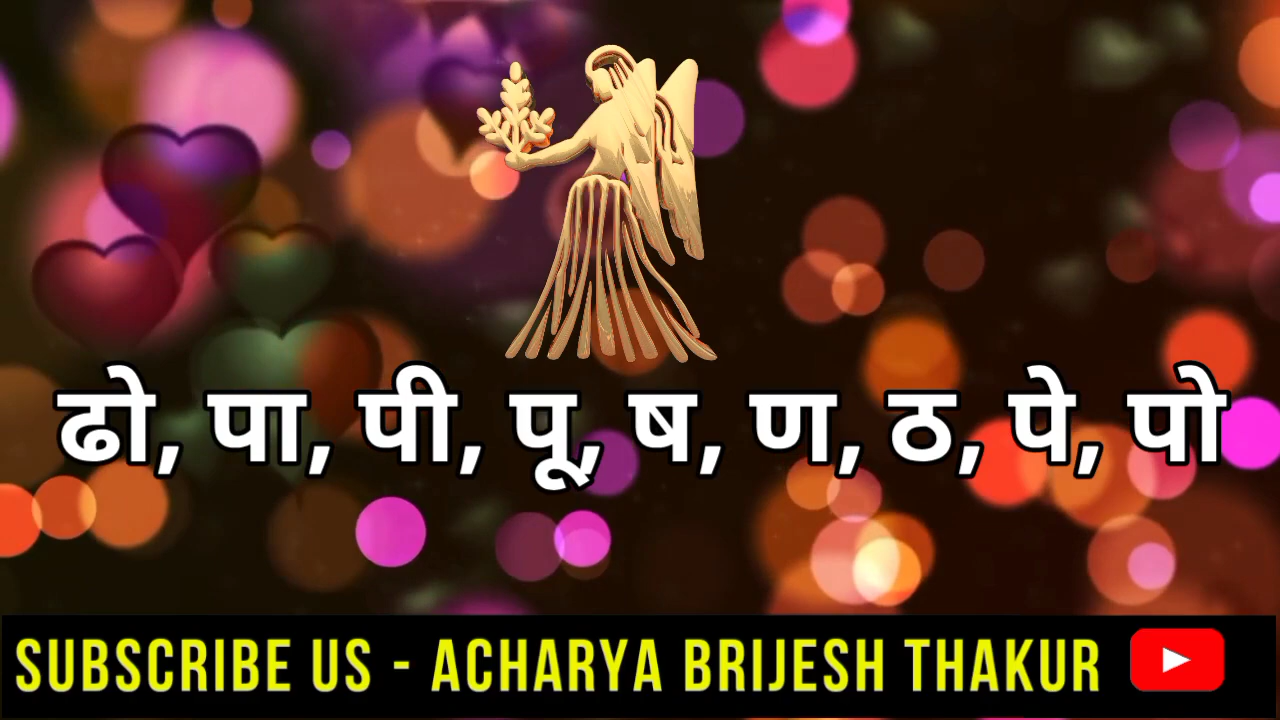 ढो, पा, पी, पू, ष, ण, ठ, पे, पो
SUBSCRIBE US - ACHARYA BRIJESH THAKUR